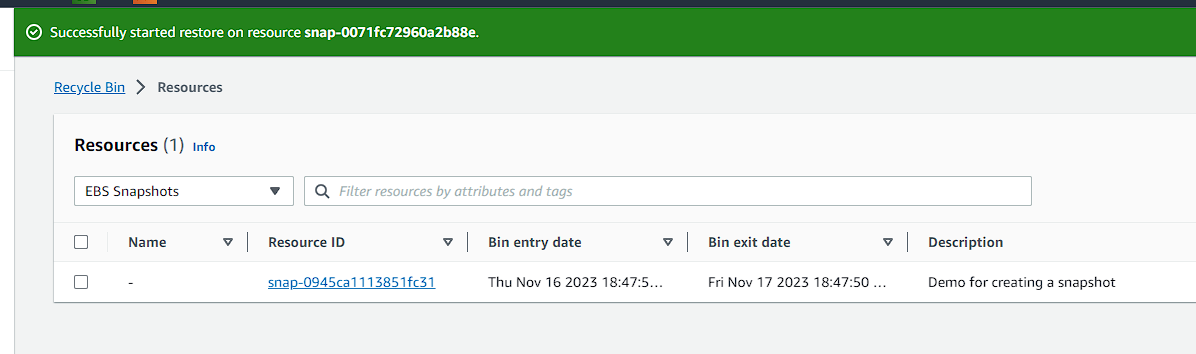 Successfully started restore on resource snap-0071fc72960a2b88e.
Recycle Bin > Resources
Resources (1) Info
EBS Snapshots Filter resources by attributes and tags
Name Resource ID Bin entry date Bin exit date Description
- snap-0945ca1113851fc31 Thu Nov 16 2023 18:47:5... Fri Nov 17 2023 18:47:50 ... Demo for creating a snapshot